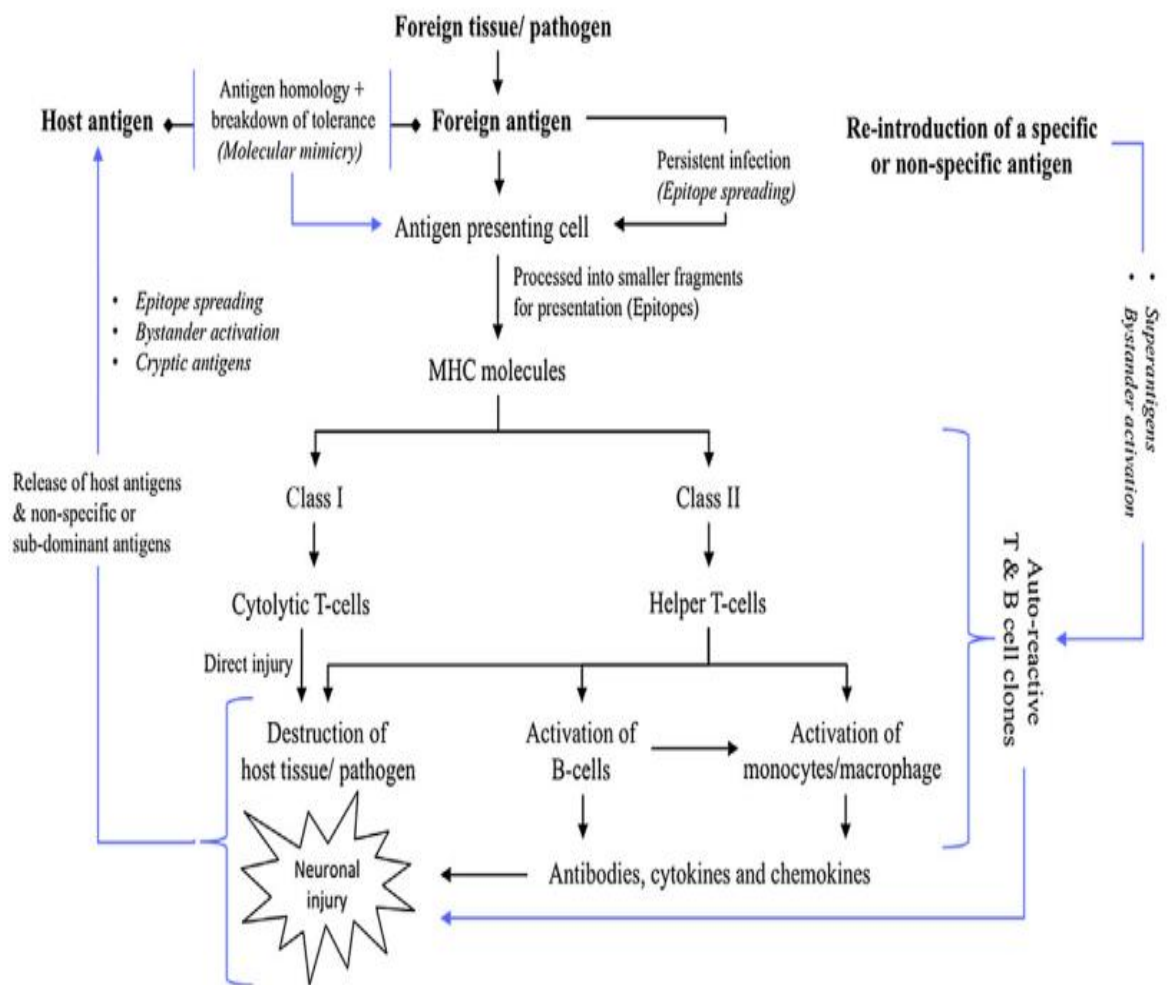 Foreign tissue/ pathogen
Antigen homology +
breakdown of tolerance
(Molecular mimicry)
Host antigen
Foreign antigen
Re-introduction of a specific
or non-specific antigen
Persistent infection
(Epitope spreading)
Antigen presenting cell
Processed into smaller fragments
for presentation (Epitopes)
• Epitope spreading
• Bystander activation
• Cryptic antigens
• Superantigens
• Bystander activation
MHC molecules
Release of host antigens
& non-specific or
sub-dominant antigens
Class I
Class II
Auto-reactive
T & B cell clones
Cytolytic T-cells
Helper T-cells
Direct injury
Destruction of
host tissue/ pathogen
Activation of
B-cells
Activation of
monocytes/macrophage
Neuronal
injury
Antibodies, cytokines and chemokines